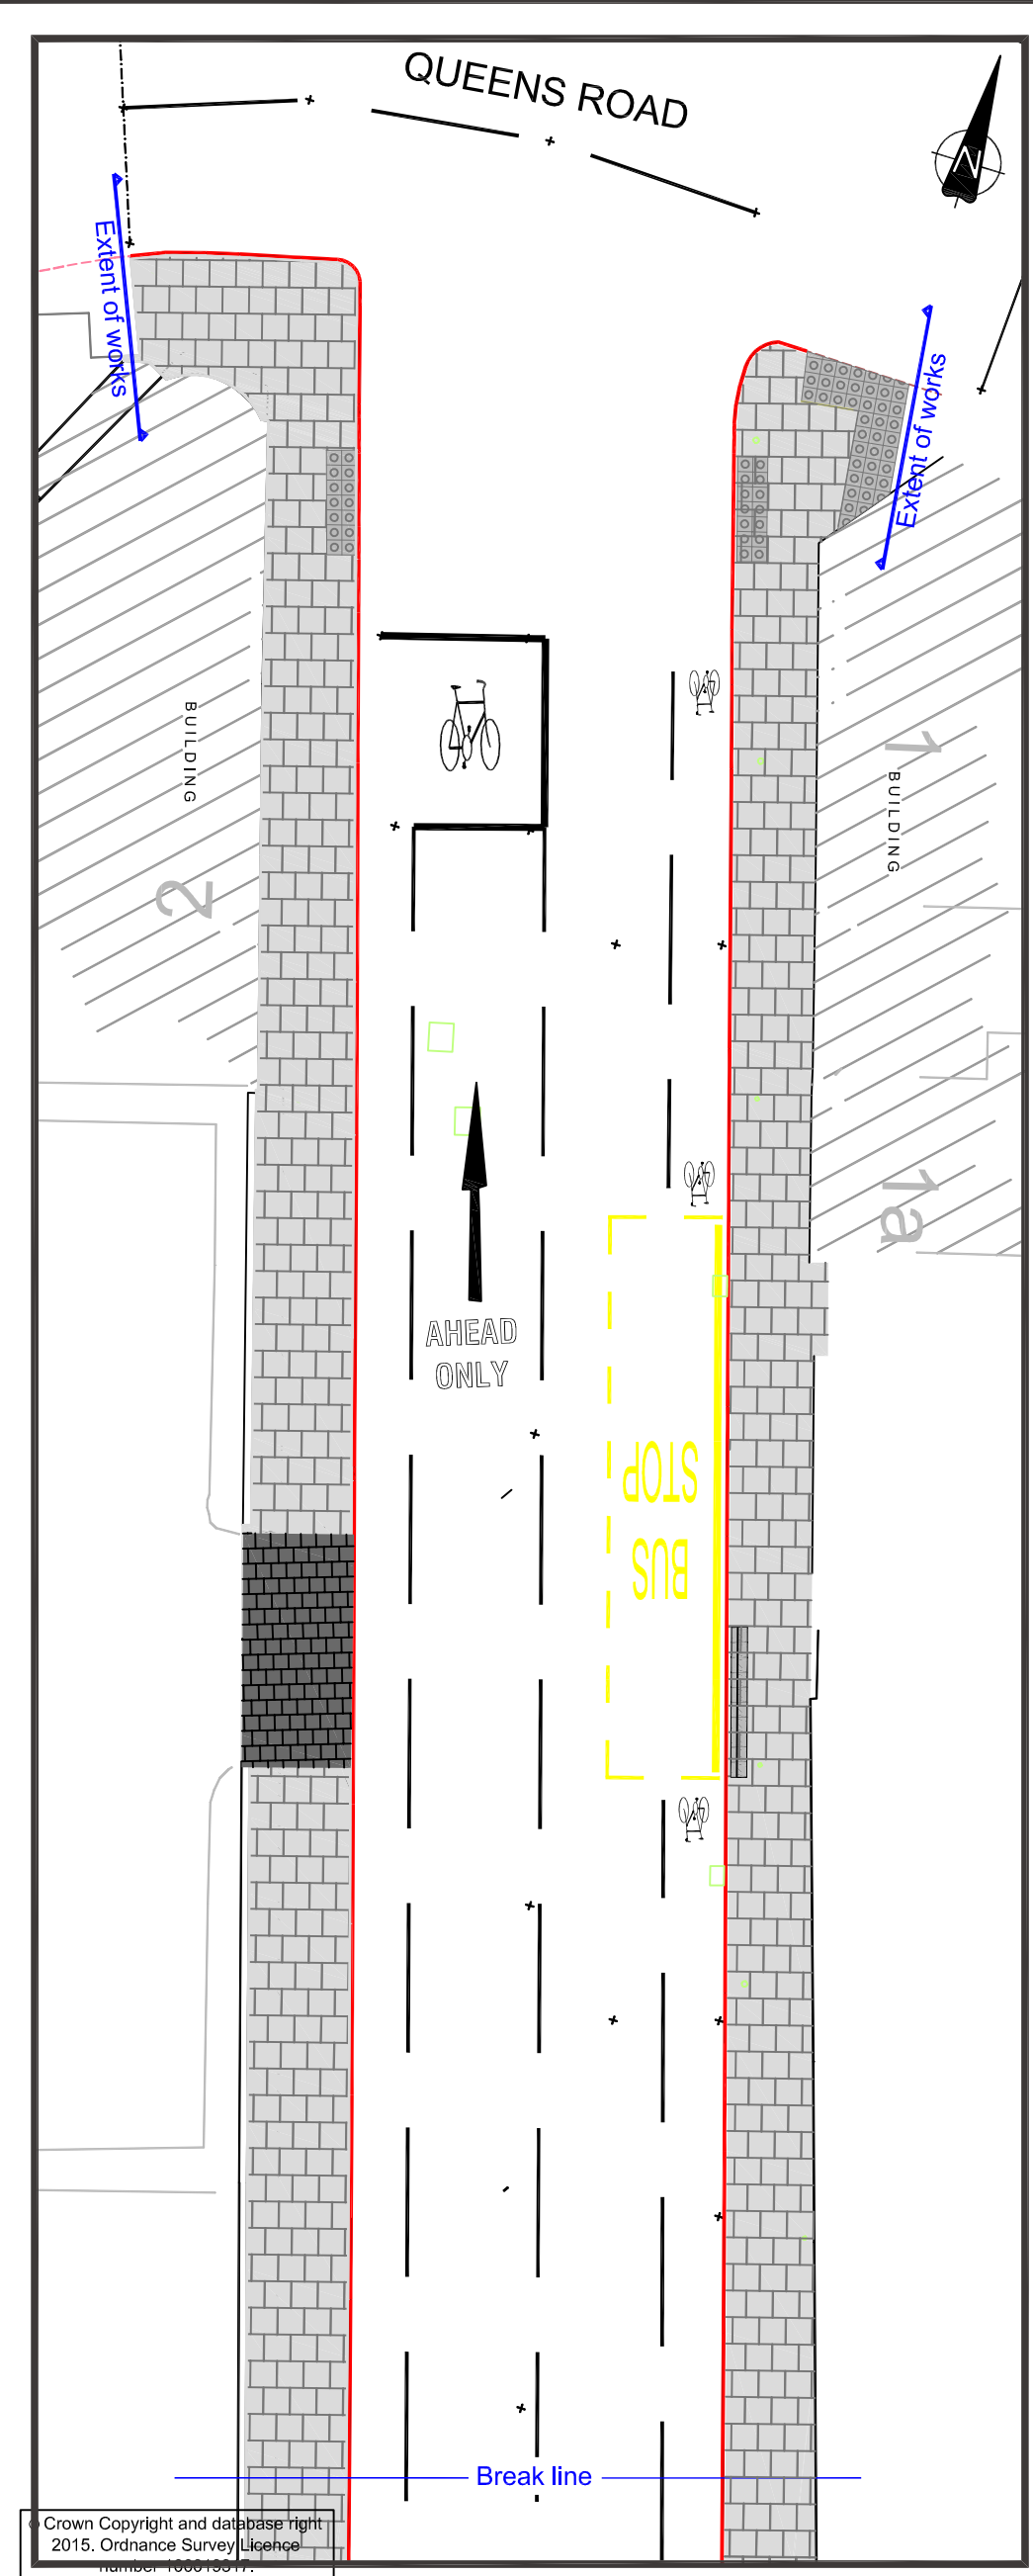 QUEENS ROAD
N
Extent of works
Extent of works
BUILDING
2
1
BUILDING
1a
AHEAD
ONLY
BUS
STOP
Break line
© Crown Copyright and database right
2015. Ordnance Survey Licence
number